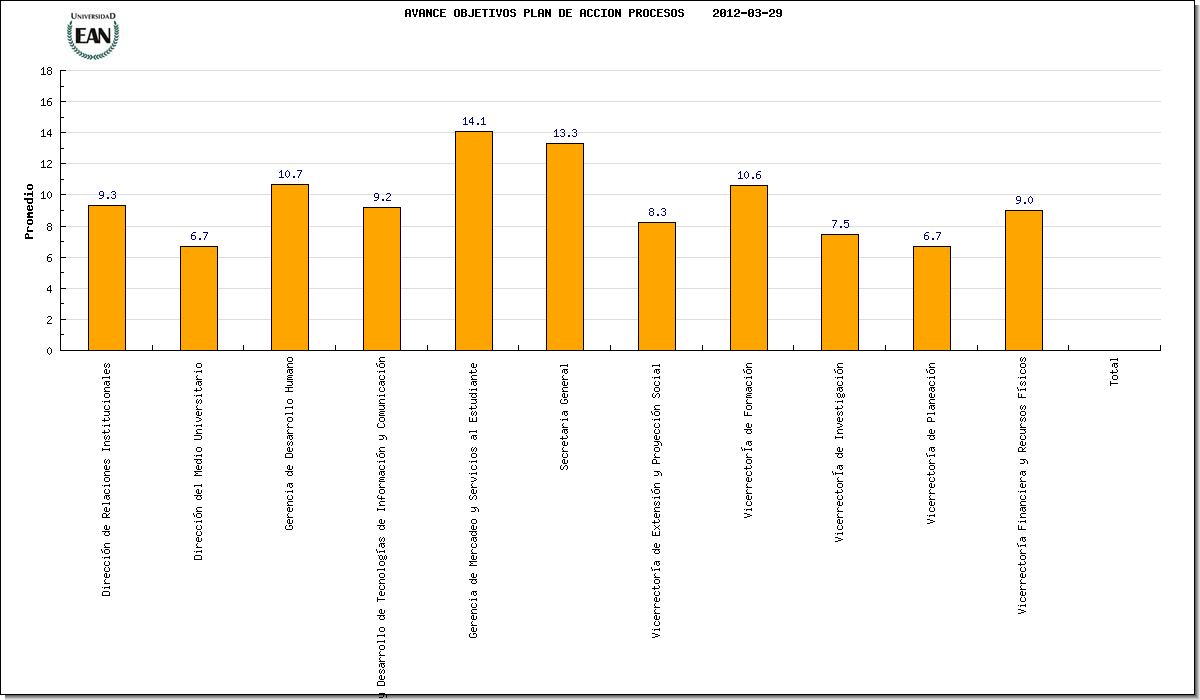 UNIVERSIDAD
EAN
AVANCE OBJETIVOS PLAN DE ACCION PROCESOS 2012-03-29
Promedio
18
16
14
12
10
8
6
4
2
0
9.3
6.7
10.7
9.2
14.1
13.3
8.3
10.6
7.5
6.7
9.0
Dirección de Relaciones Institucionales
Dirección del Medio Universitario
Gerencia de Desarrollo Humano
y Desarrollo de Tecnologías de Información y Comunicación
Gerencia de Mercadeo y Servicios al Estudiante
Secretaria General
Vicerrectoría de Extensión y Proyección Social
VicerrectorÍa de Formación
VicerrectorÍa de Investigación
Vicerrectoría de Planeación
Vicerrectoría Financiera y Recursos Físicos
Total